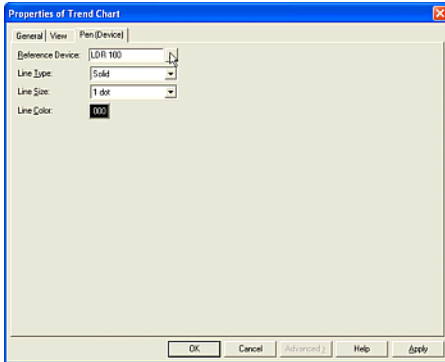 Properties of Trend Chart
General View Pen (Device)
Reference Device: LDR 100
Line Type: Solid
Line Size: 1 dot
Line Color: 000
OK Cancel Advanced > Help Apply